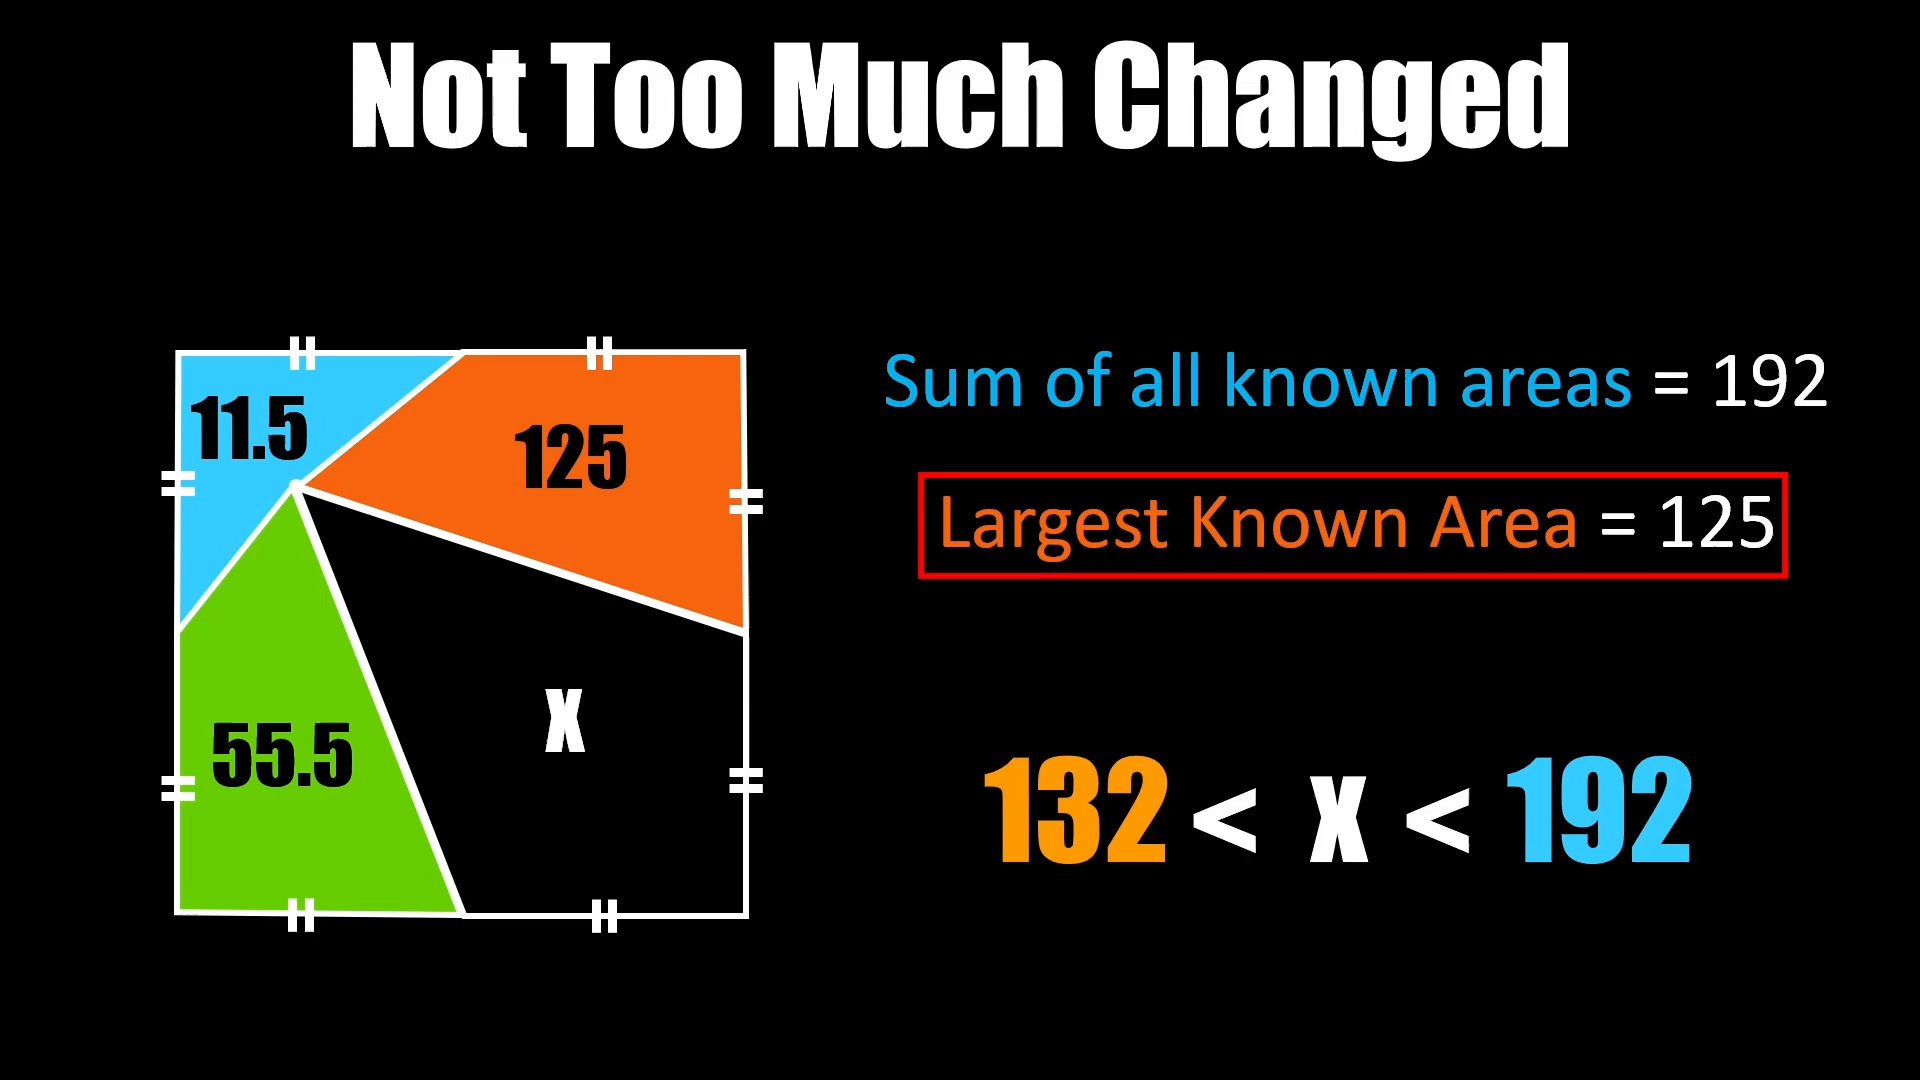 Not Too Much Changed
11.5
125
Sum of all known areas = 192
Largest Known Area = 125
55.5
x
132 < x < 192